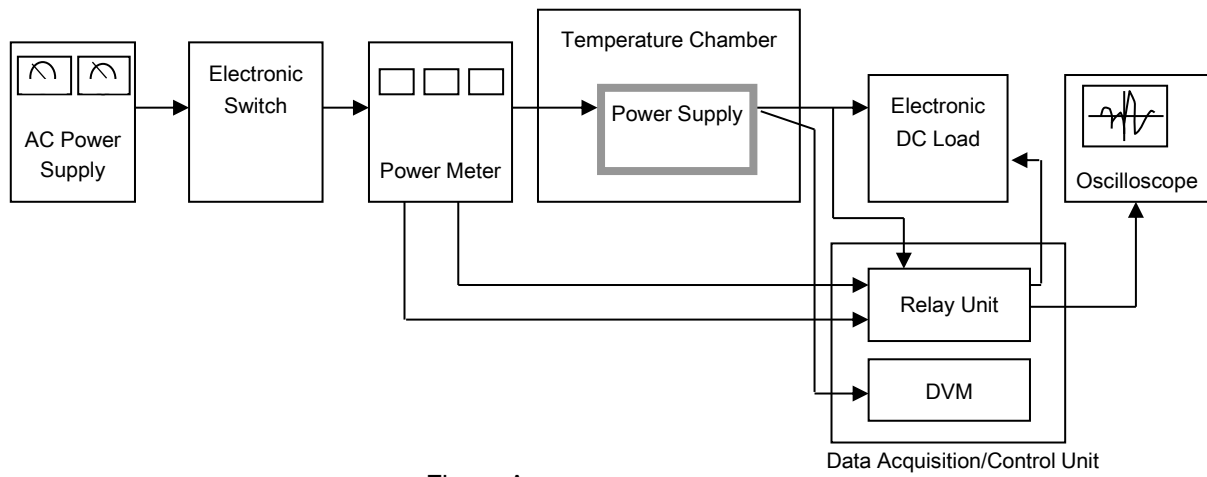 AC Power
Supply
Electronic
Switch
Power Meter
Temperature Chamber
Power Supply
Electronic
DC Load
Oscilloscope
Relay Unit
DVM
Data Acquisition/Control Unit